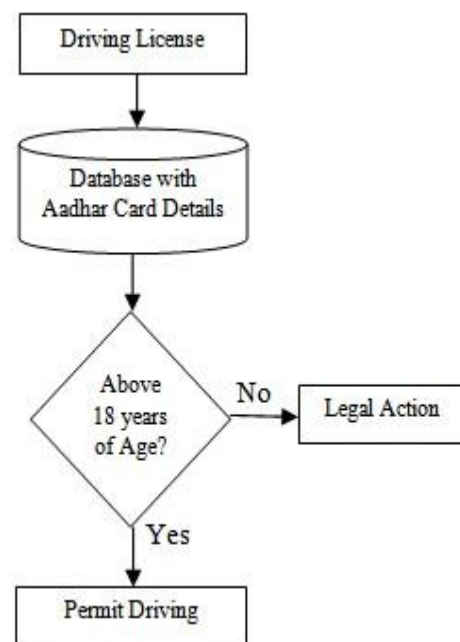 Driving License
Database with
Aadhar Card Details
Above
18 years
of Age?
No
Legal Action
Yes
Permit Driving